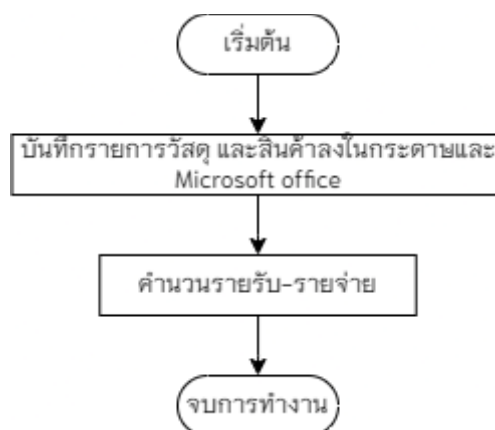 เริ่มต้น
บันทึกรายการวัสดุ และสินค้าลงในกระดาษและ
Microsoft office
คำนวนรายรับ-รายจ่าย
จบการทำงาน